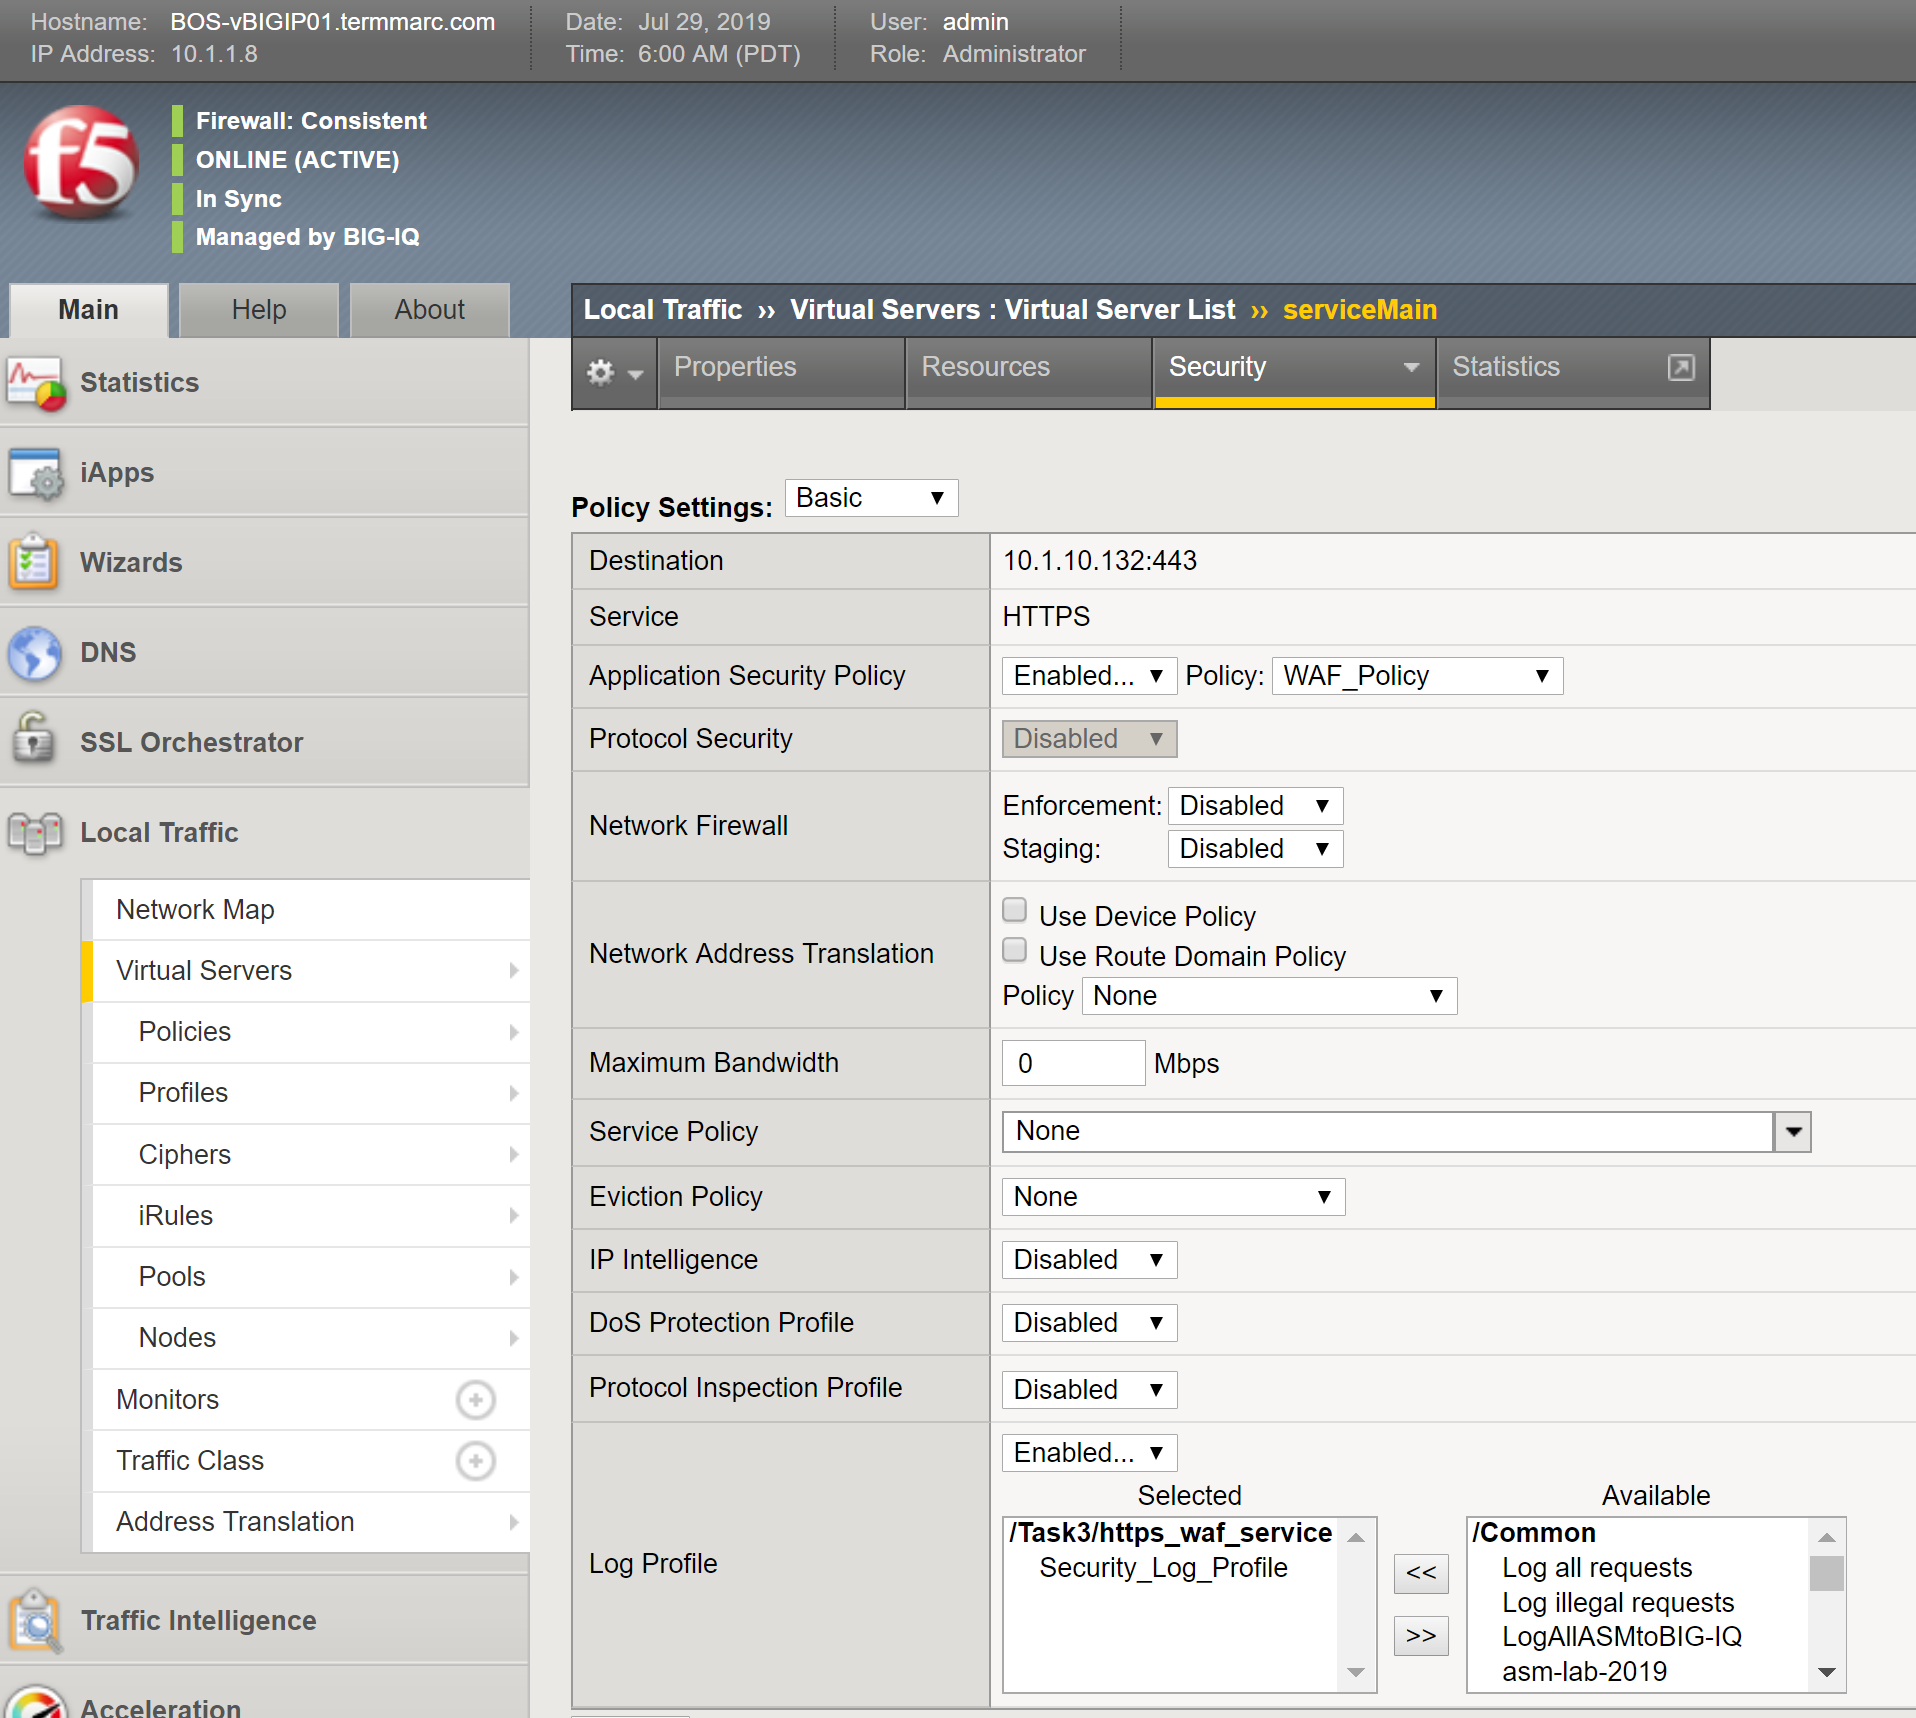 Hostname: BOS-vBIGIP01.termmarc.com Date: Jul 29, 2019 User: admin
IP Address: 10.1.1.8 Time: 6:00 AM (PDT) Role: Administrator
f5
Firewall: Consistent
ONLINE (ACTIVE)
In Sync
Managed by BIG-IQ
Main Help About
Local Traffic ›› Virtual Servers : Virtual Server List ›› serviceMain
Properties Resources Security Statistics
Statistics
iApps
Wizards
DNS
SSL Orchestrator
Local Traffic
Network Map
Virtual Servers
Policies
Profiles
Ciphers
iRules
Pools
Nodes
Monitors
Traffic Class
Address Translation
Traffic Intelligence
Acceleration
Policy Settings: Basic
Destination 10.1.10.132:443
Service HTTPS
Application Security Policy Enabled... Policy: WAF_Policy
Protocol Security Disabled
Network Firewall
Enforcement: Disabled
Staging: Disabled
Network Address Translation
Use Device Policy
Use Route Domain Policy
Policy None
Maximum Bandwidth 0 Mbps
Service Policy None
Eviction Policy None
IP Intelligence Disabled
DoS Protection Profile Disabled
Protocol Inspection Profile Disabled
Log Profile
Enabled...
Selected
/Task3/https_waf_service
Security_Log_Profile
<<
>>
Available
/Common
Log all requests
Log illegal requests
LogAllASMtoBIG-IQ
asm-lab-2019